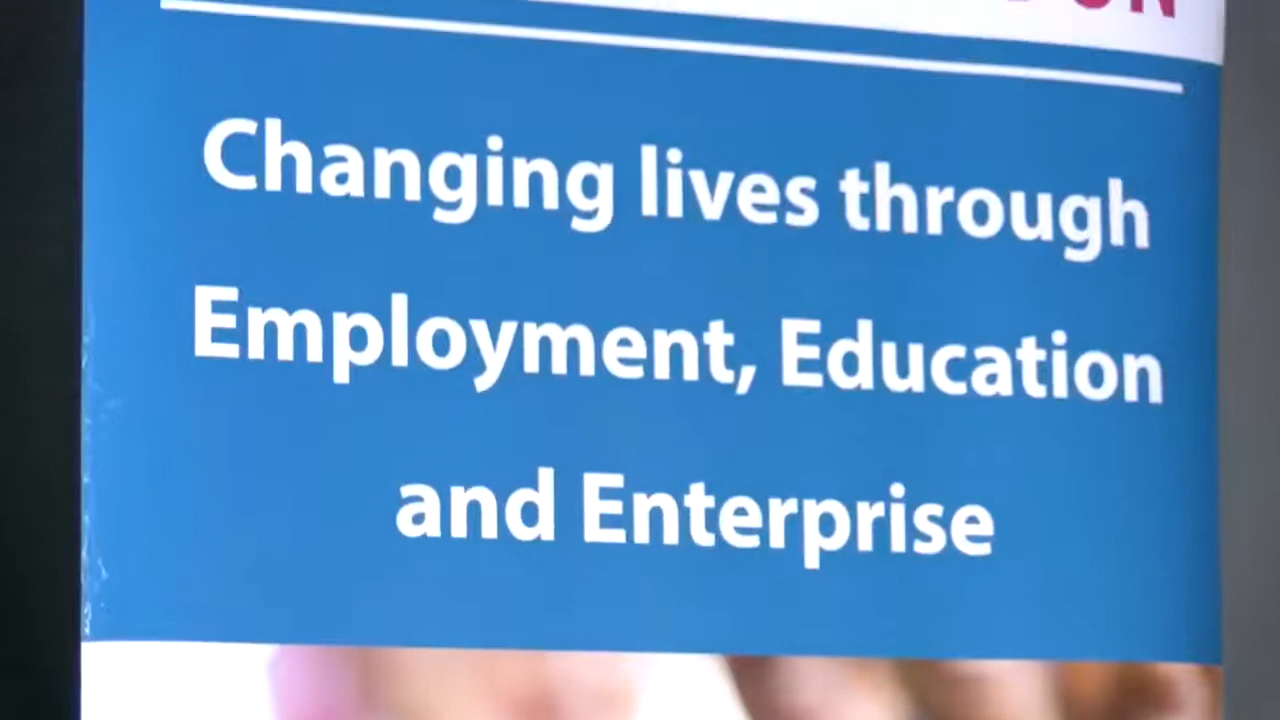 Changing lives through
Employment, Education
and Enterprise